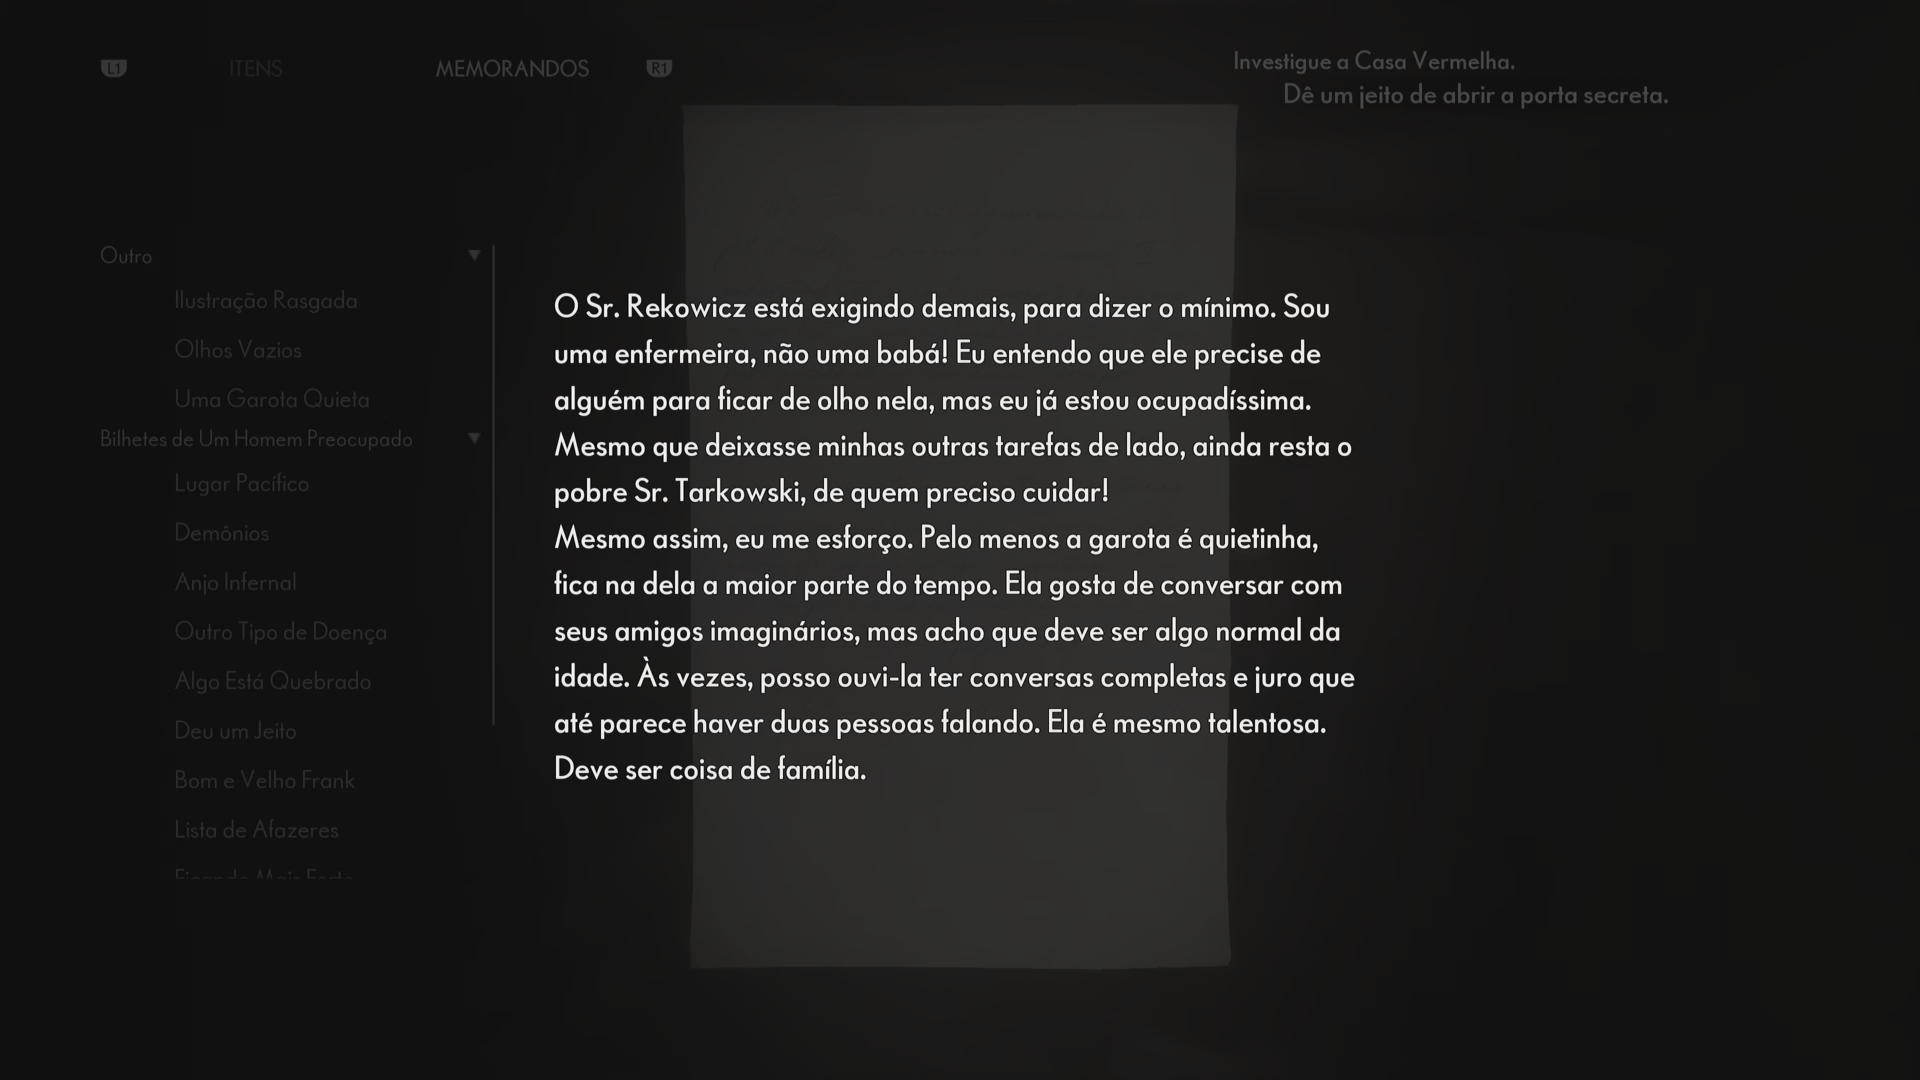 L1
ITENS
MEMORANDOS
R1
Investigue a Casa Vermelha.
Dê um jeito de abrir a porta secreta.
Outro
Ilustração Rasgada
Olhos Vazios
Uma Garota Quieta
Bilhetes de Um Homem Preocupado
Lugar Pacífico
Demônios
Anjo Infernal
Outro Tipo de Doença
Algo Está Quebrado
Deu um Jeito
Bom e Velho Frank
Lista de Afazeres
O Sr. Rekowicz está exigindo demais, para dizer o mínimo. Sou
uma enfermeira, não uma babá! Eu entendo que ele precise de
alguém para ficar de olho nela, mas eu já estou ocupadíssima.
Mesmo que deixasse minhas outras tarefas de lado, ainda resta o
pobre Sr. Tarkowski, de quem preciso cuidar!
Mesmo assim, eu me esforço. Pelo menos a garota é quietinha,
fica na dela a maior parte do tempo. Ela gosta de conversar com
seus amigos imaginários, mas acho que deve ser algo normal da
idade. Às vezes, posso ouvi-la ter conversas completas e juro que
até parece haver duas pessoas falando. Ela é mesmo talentosa.
Deve ser coisa de família.